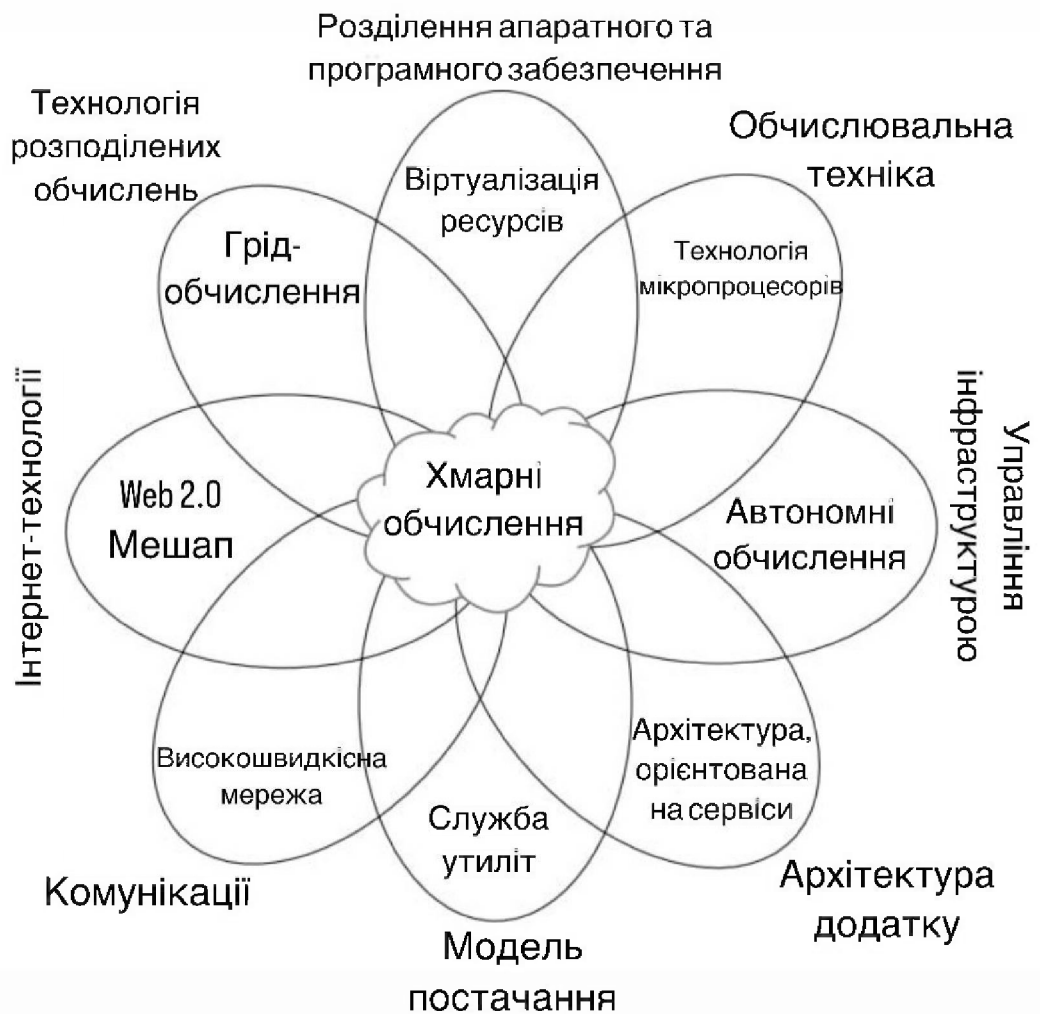 Розділення апаратного та
програмного забезпечення
Технологія
розподілених
обчислень
Обчислювальна
техніка
Віртуалізація
ресурсів
Грід-
обчислення
Технологія
мікропроцесорів
Інтернет-технології
Web 2.0
Мешап
Хмарні
обчислення
Автономні
обчислення
Управління
інфраструктурою
Високошвидкісна
мережа
Служба
утиліт
Архітектура,
орієнтована
на сервіси
Комунікації
Модель
постачання
Архітектура
додатку